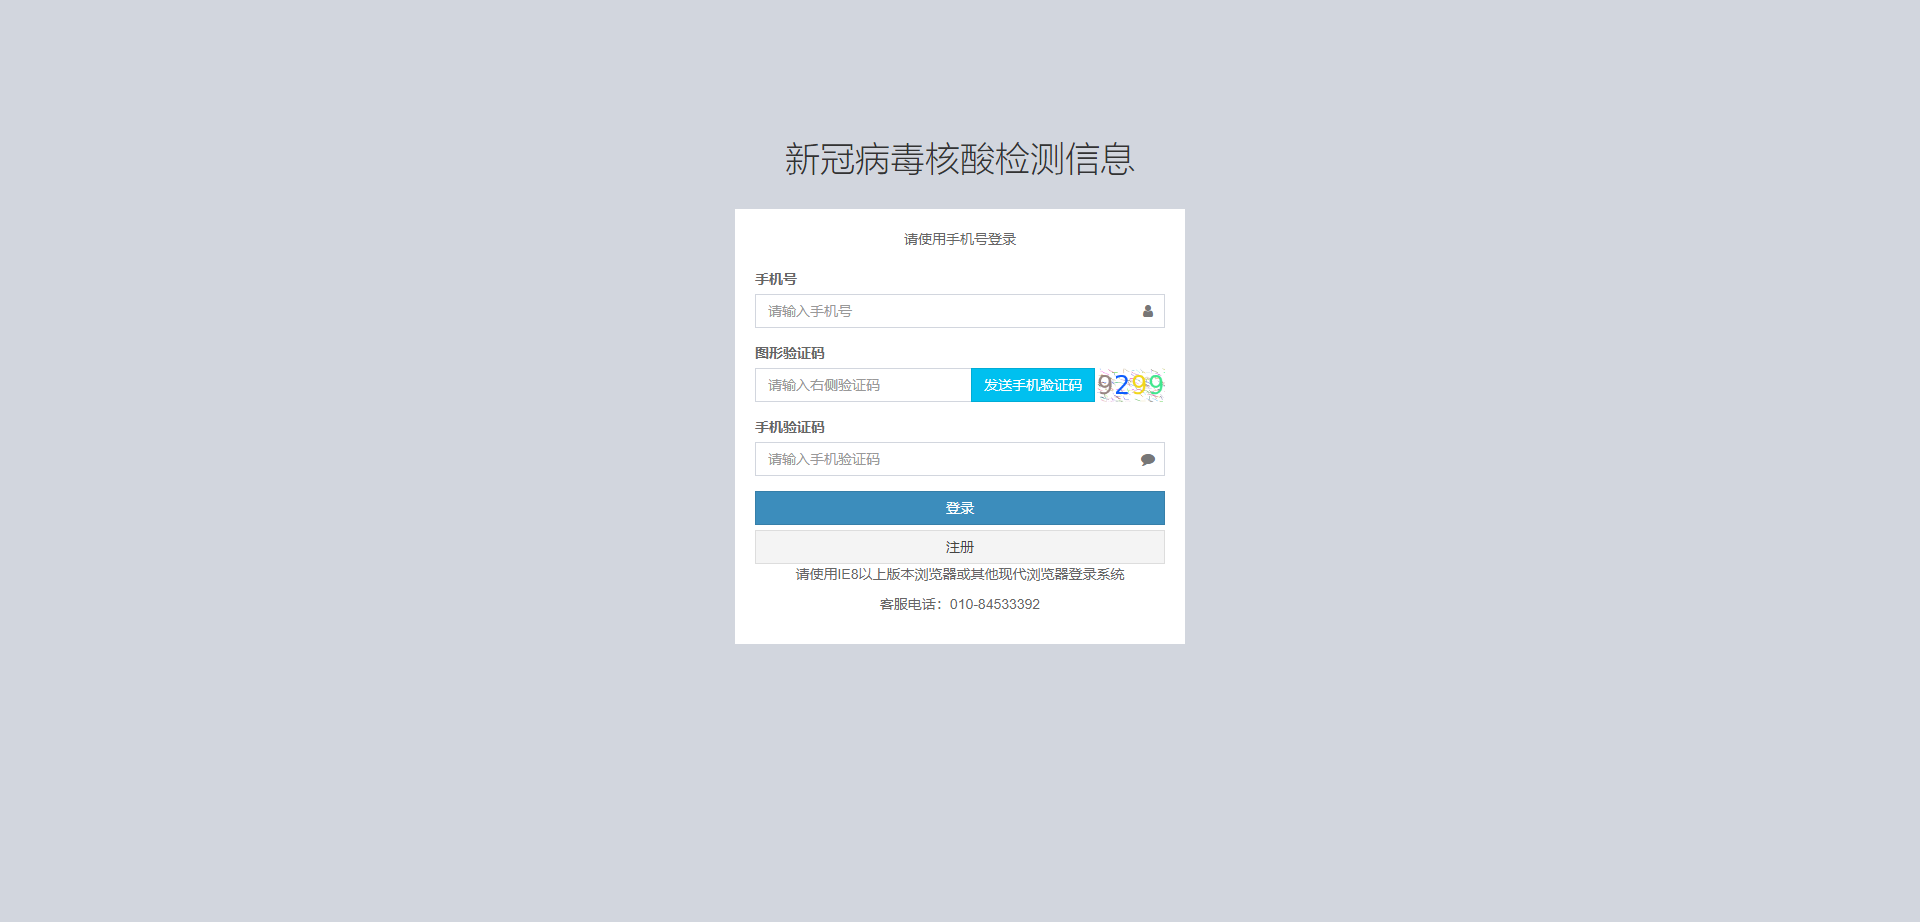 新冠病毒核酸检测信息
请使用手机号登录
手机号
请输入手机号
图形验证码
请输入右侧验证码 发送手机验证码 9299
手机验证码
请输入手机验证码
登录
注册
请使用IE8以上版本浏览器或其他现代浏览器登录系统
客服电话：010-84533392